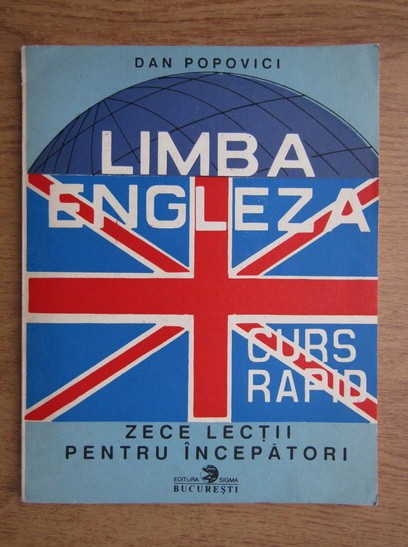 DAN POPOVICI
LIMBA
ENGLEZA
CURS
RAPID
ZECE LECȚII
PENTRU ÎNCEPĂTORI
EDITURA SIGMA
BUCUREȘTI